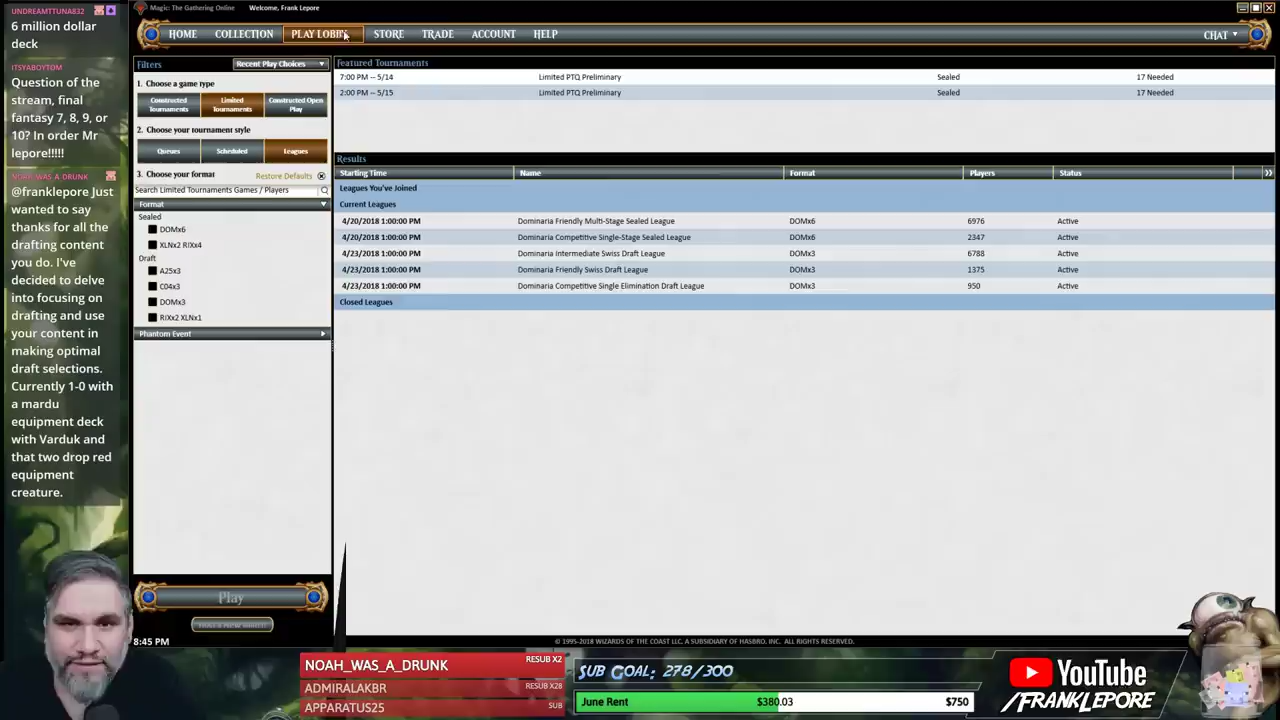 UNDREAMTTUNA832
6 million dollar
deck
ITSYABOYTDM
Question of the
stream, final
fantasy 7, 8, 9, or
10? In order Mr
lepore!!!!!
NOAH_WAS_A_DRUNK
@franklepore Just
wanted to say
thanks for all the
drafting content
you do. I've
decided to delve
into focusing on
drafting and use
your content in
making optimal
draft selections.
Currently 1-0 with
a mardu
equipment deck
with Varduk and
that two drop red
equipment
creature.
Magic: The Gathering Online Welcome, Frank Lepore
HOME COLLECTION PLAY LOBBY STORE TRADE ACCOUNT HELP CHAT
Filters Recent Play Choices
1. Choose a game type
Constructed Tournaments Limited Tournaments Constructed Open Play
2. Choose your tournament style
Queues Scheduled Leagues
3. Choose your format Restore Defaults
Search Limited Tournaments Games / Players
Format
Sealed
DOMx6
XLNx2 RIXx4
Draft
A25x3
C04x3
DOMx3
RIXx2 XLNx1
Phantom Event
Play
8:45 PM
Featured Tournaments
7:00 PM -- 5/14 Limited PTQ Preliminary Sealed 17 Needed
2:00 PM -- 5/15 Limited PTQ Preliminary Sealed 17 Needed
Results
Starting Time Name Format Players Status
Leagues You've Joined
Current Leagues
4/20/2018 1:00:00 PM Dominaria Friendly Multi-Stage Sealed League DOMx6 6976 Active
4/20/2018 1:00:00 PM Dominaria Competitive Single-Stage Sealed League DOMx6 2347 Active
4/23/2018 1:00:00 PM Dominaria Intermediate Swiss Draft League DOMx3 6788 Active
4/23/2018 1:00:00 PM Dominaria Friendly Swiss Draft League DOMx3 1375 Active
4/23/2018 1:00:00 PM Dominaria Competitive Single Elimination Draft League DOMx3 950 Active
Closed Leagues
© 1995-2018 WIZARDS OF THE COAST LLC, A SUBSIDIARY OF HASBRO, INC. ALL RIGHTS RESERVED.
NOAH_WAS_A_DRUNK RESUB X2
ADMIRALAKBR RESUB X28
APPARATUS25 SUB
SUB GOAL: 278/300
June Rent $380.03 $750
YouTube
/FRANKLEPORE